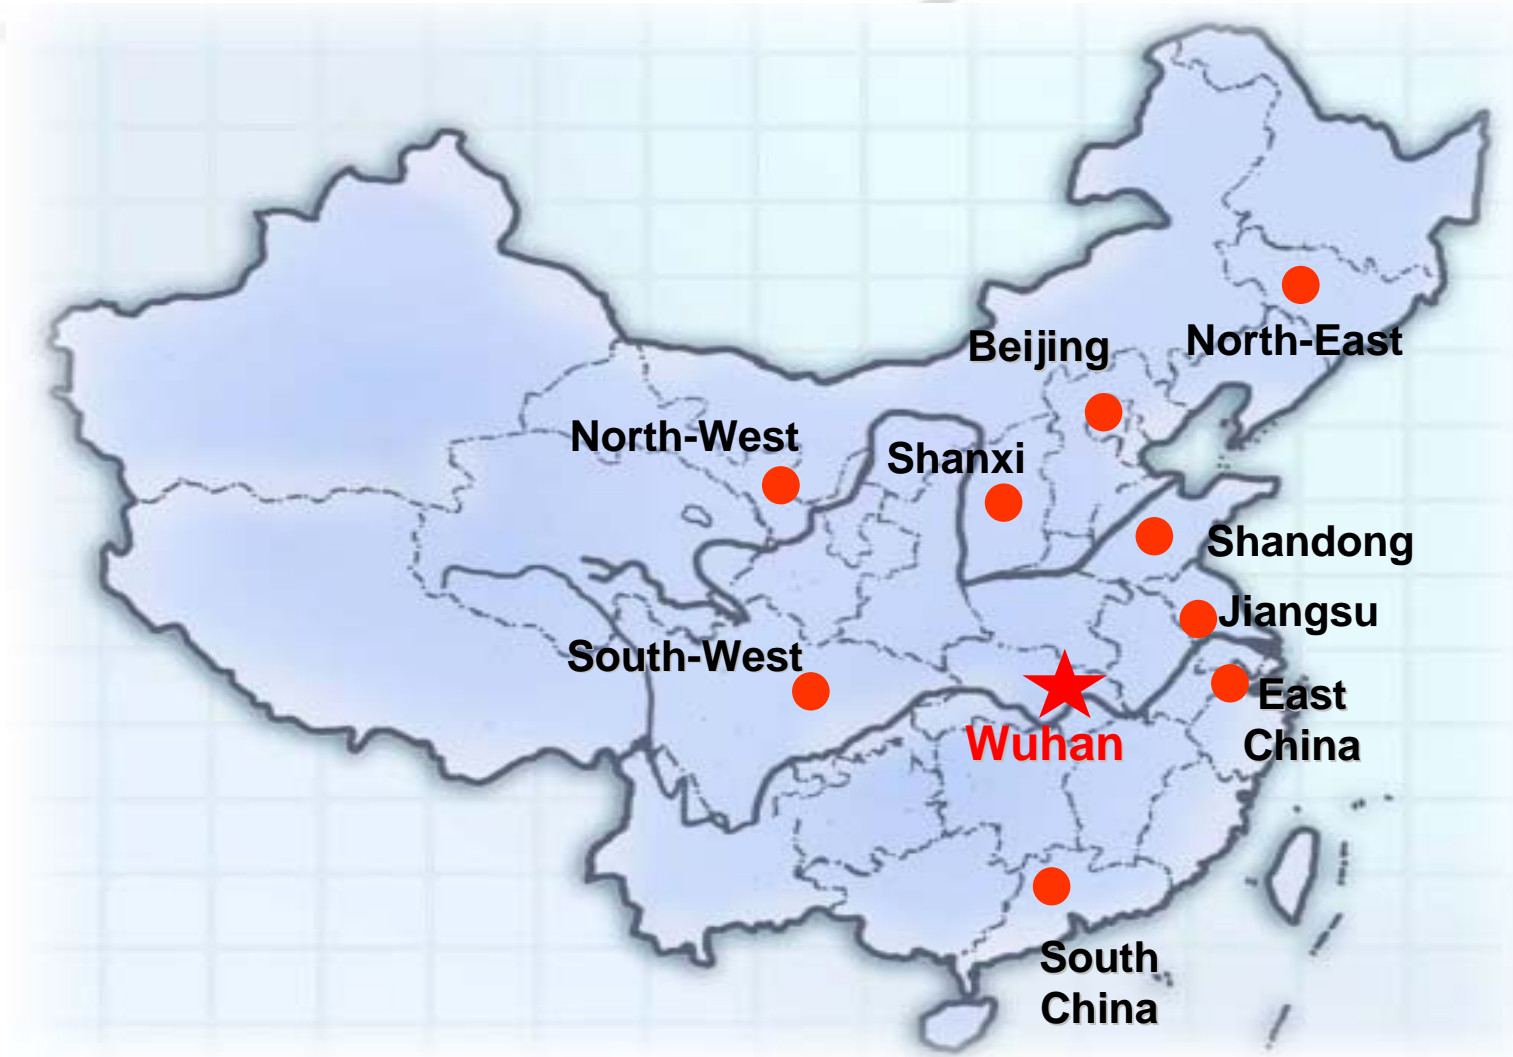 Beijing
North-East
North-West
Shanxi
Shandong
Jiangsu
South-West
East
China
Wuhan
South
China